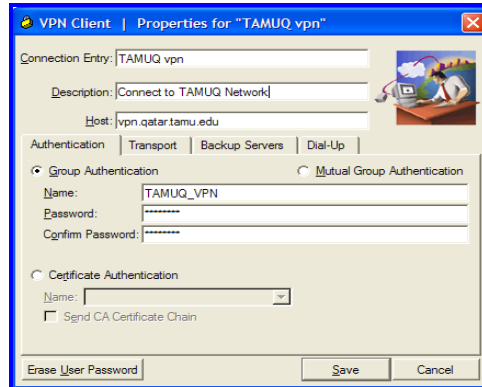 VPN Client | Properties for "TAMUQ vpn"
Connection Entry: TAMUQ vpn
Description: Connect to TAMUQ Network
Host: vpn.qatar.tamu.edu
Authentication Transport Backup Servers Dial-Up
Group Authentication Mutual Group Authentication
Name: TAMUQ_VPN
Password: ********
Confirm Password: ********
Certificate Authentication
Name:
Send CA Certificate Chain
Erase User Password Save Cancel